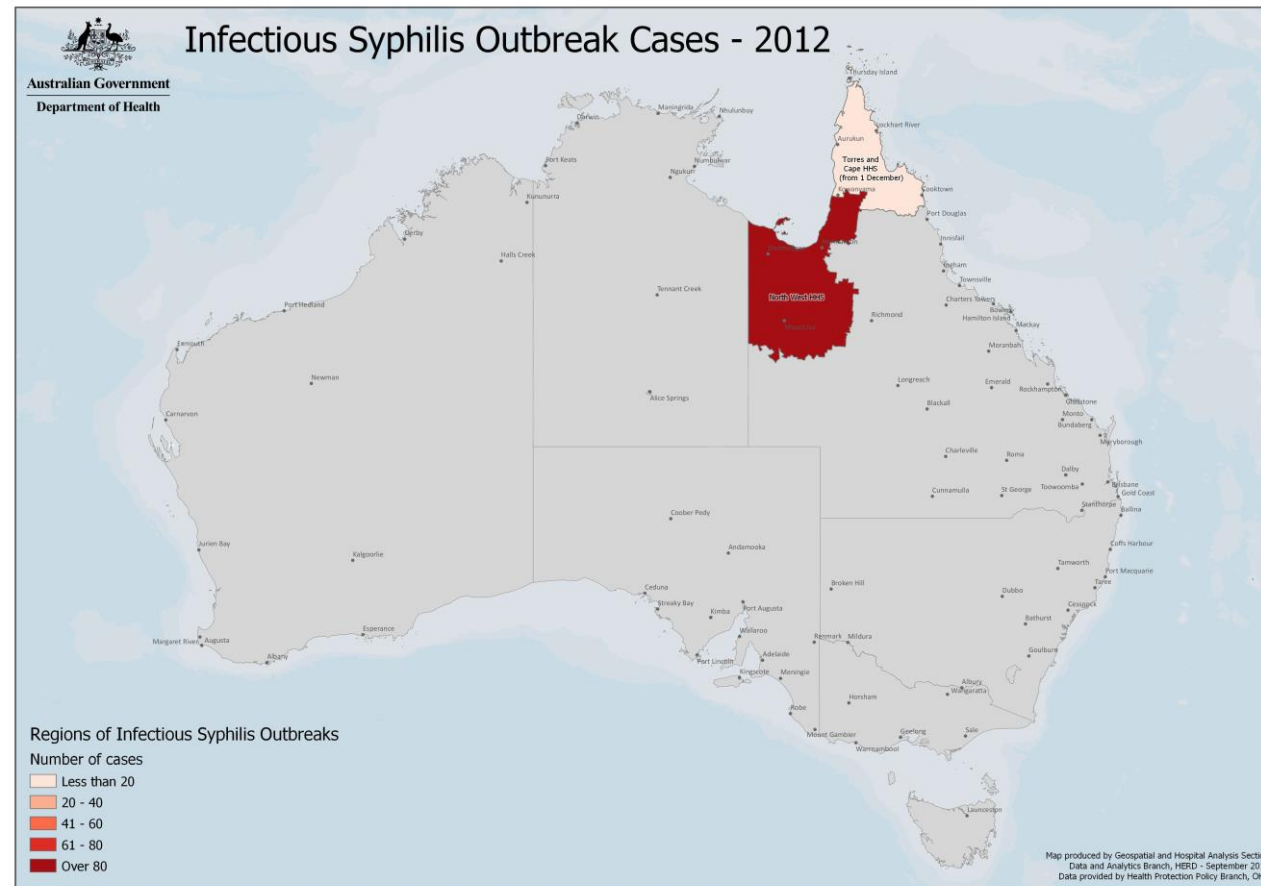 Infectious Syphilis Outbreak Cases - 2012
Australian Government
Department of Health
Thursday Island
Maningrida
Nhulunbuy
Darwin
Lockhart River
Aurukun
Torres and
Cape HHS
(from 1 December)
Port Keats
Numbulwar
Ngukurr
Kowanyama
Cooktown
Kununurra
Port Douglas
Derby
Innisfail
Halls Creek
Ingham
Townsville
Tennant Creek
North West HHS
Charters Towers
Bowen
Port Hedland
Hamilton Island
Richmond
Mackay
Exmouth
Moranbah
Newman
Longreach
Emerald
Rockhampton
Alice Springs
Gladstone
Blackall
Carnarvon
Monto
Bundaberg
Maryborough
Charleville
Roma
Dalby
Cunnamulla
St George
Toowoomba
Brisbane
Gold Coast
Stanthorpe
Ballina
Coober Pedy
Jurien Bay
Andamooka
Coffs Harbour
Kalgoorlie
Tamworth
Port Macquarie
Broken Hill
Taree
Ceduna
Dubbo
Streaky Bay
Port Augusta
Cessnock
Kimba
Bathurst
Esperance
Wallaroo
Margaret River
Augusta
Renmark
Mildura
Goulburn
Albany
Port Lincoln
Adelaide
Kingscote
Meningie
Albury
Wangaratta
Horsham
Robe
Mount Gambier
Geelong
Sale
Warrnambool
Launceston
Regions of Infectious Syphilis Outbreaks
Number of cases
Less than 20
20 - 40
41 - 60
61 - 80
Over 80
Map produced by Geospatial and Hospital Analysis
Data and Analytics Branch, HERD - September
Data provided by Health Protection Policy Branch,